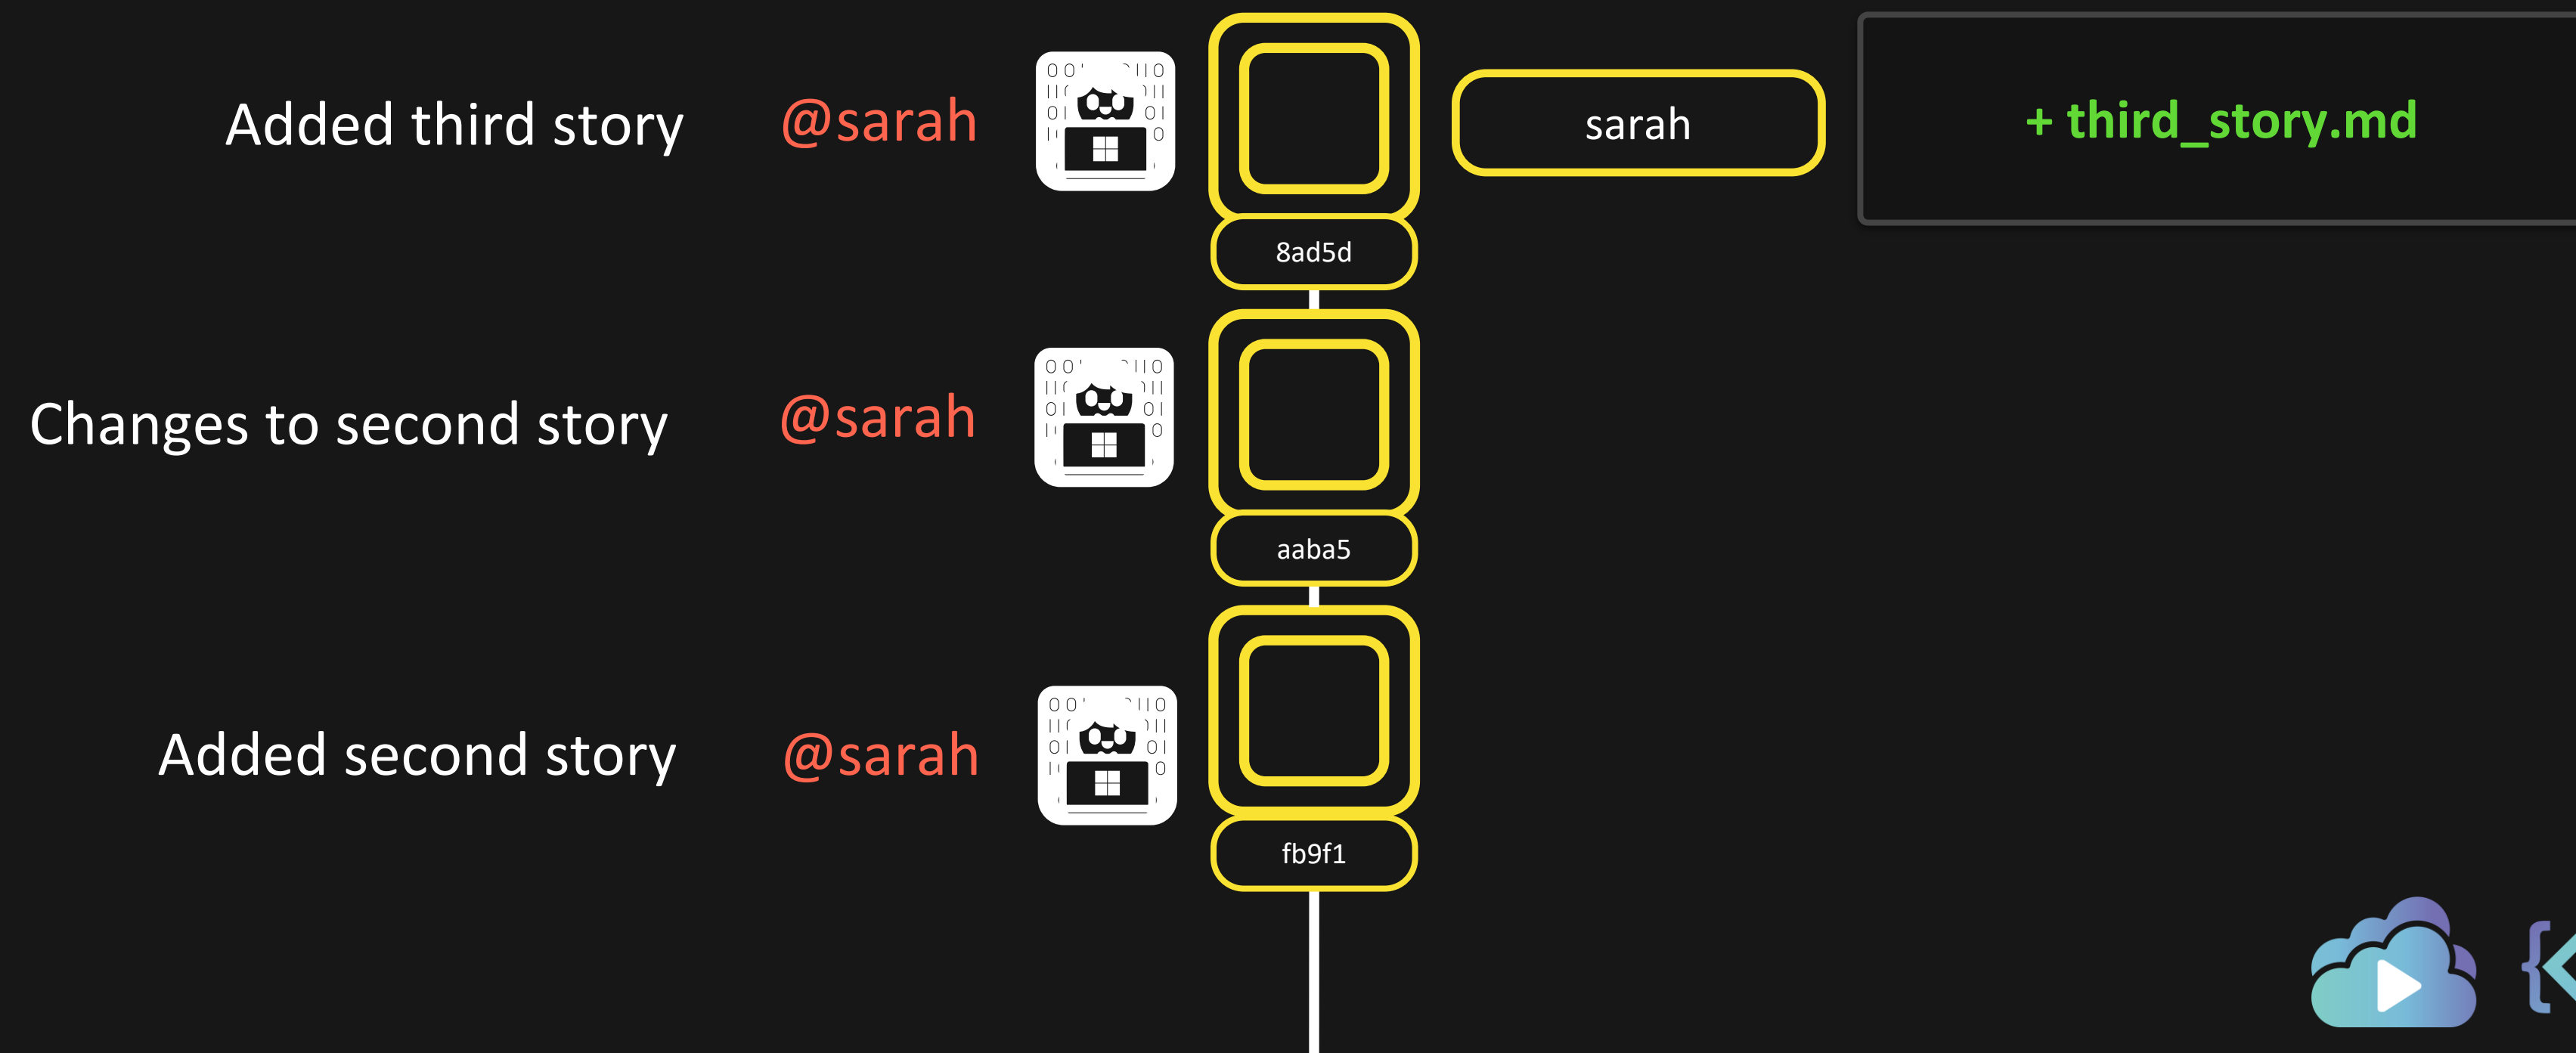 Added third story
@sarah
sarah
+ third_story.md
8ad5d
Changes to second story
@sarah
aaba5
Added second story
@sarah
fb9f1